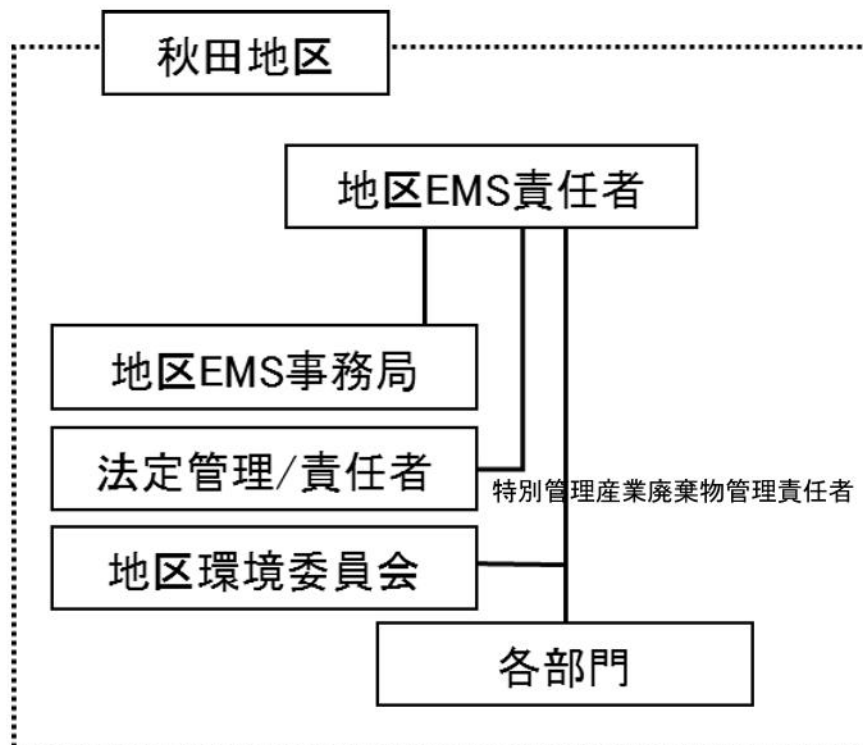 秋田地区
地区EMS責任者
地区EMS事務局
法定管理/責任者
特別管理産業廃棄物管理責任者
地区環境委員会
各部門